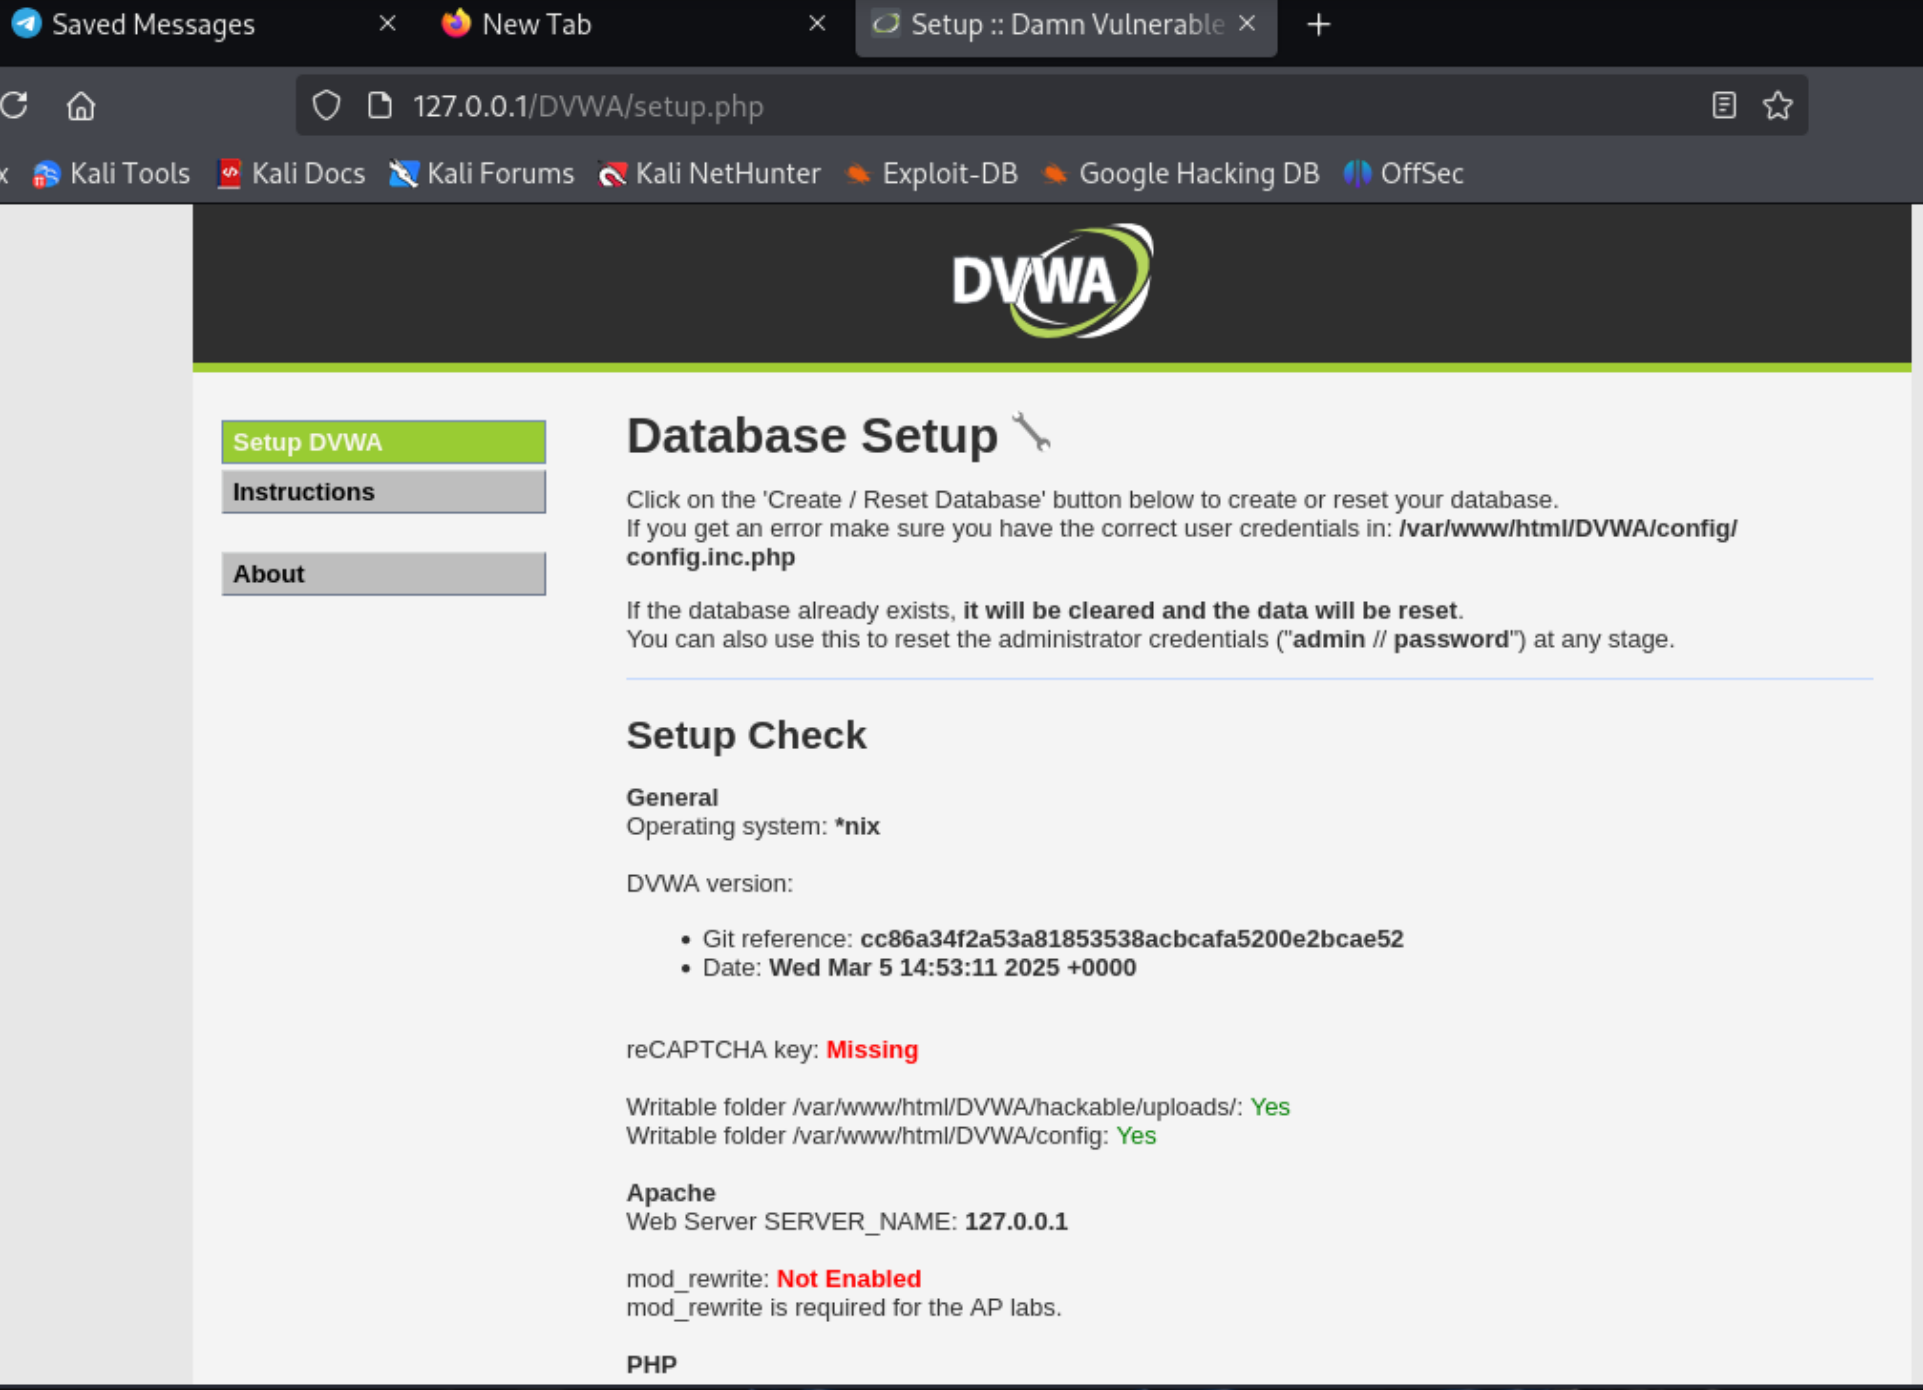 Saved Messages
New Tab
Setup :: Damn Vulnerable
127.0.0.1/DVWA/setup.php
x
Kali Tools
Kali Docs
Kali Forums
Kali NetHunter
Exploit-DB
Google Hacking DB
OffSec
DVWA
Setup DVWA
Instructions
About
Database Setup
Click on the 'Create / Reset Database' button below to create or reset your database.
If you get an error make sure you have the correct user credentials in: /var/www/html/DVWA/config/
config.inc.php
If the database already exists, it will be cleared and the data will be reset.
You can also use this to reset the administrator credentials ("admin // password") at any stage.
Setup Check
General
Operating system: *nix
DVWA version:
• Git reference: cc86a34f2a53a81853538acbcafa5200e2bcae52
• Date: Wed Mar 5 14:53:11 2025 +0000
reCAPTCHA key: Missing
Writable folder /var/www/html/DVWA/hackable/uploads/: Yes
Writable folder /var/www/html/DVWA/config: Yes
Apache
Web Server SERVER_NAME: 127.0.0.1
mod_rewrite: Not Enabled
mod_rewrite is required for the AP labs.
PHP